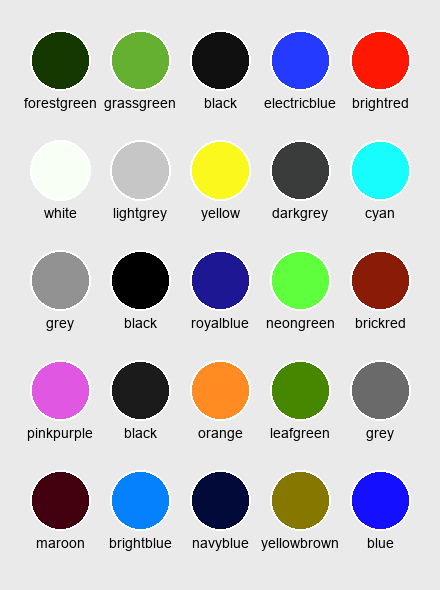 forestgreen grassgreen black electricblue brightred
white lightgrey yellow darkgrey cyan
grey black royalblue neongreen brickred
pinkpurple black orange leafgreen grey
maroon brightblue navyblue yellowbrown blue